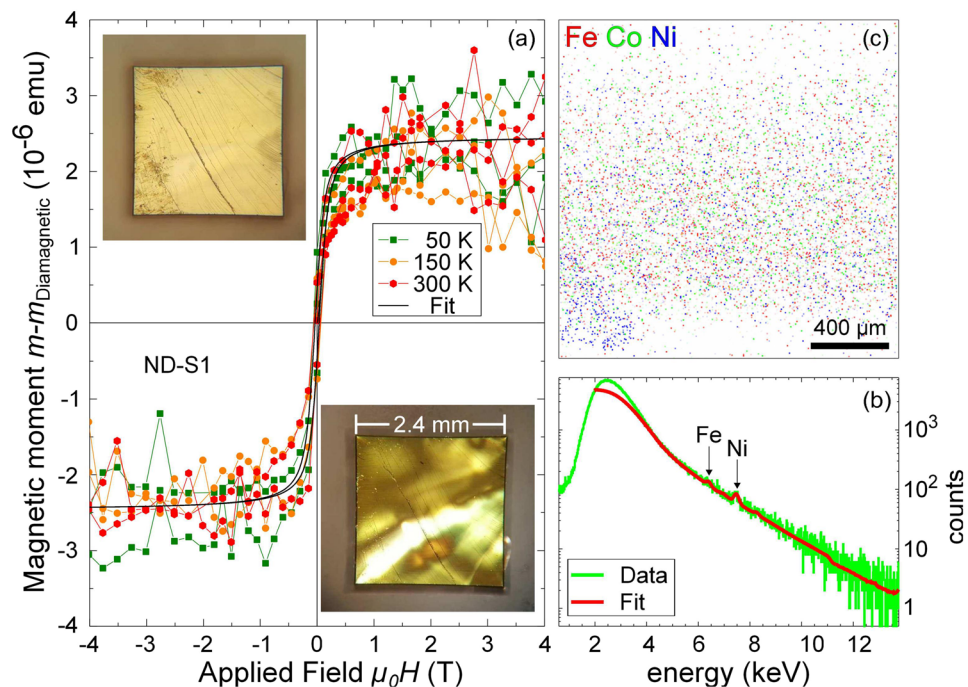 (a)
Magnetic moment m-mDiamagnetic (10-6 emu)
4
3
2
1
0
-1
-2
-3
-4
50 K
150 K
300 K
Fit
ND-S1
2.4 mm
-4 -3 -2 -1 0 1 2 3 4
Applied Field μ0H (T)
Fe Co Ni
(c)
400 μm
(b)
Fe
Ni
Data
Fit
10³
10²
10
1
counts
0 2 4 6 8 10 12
energy (keV)